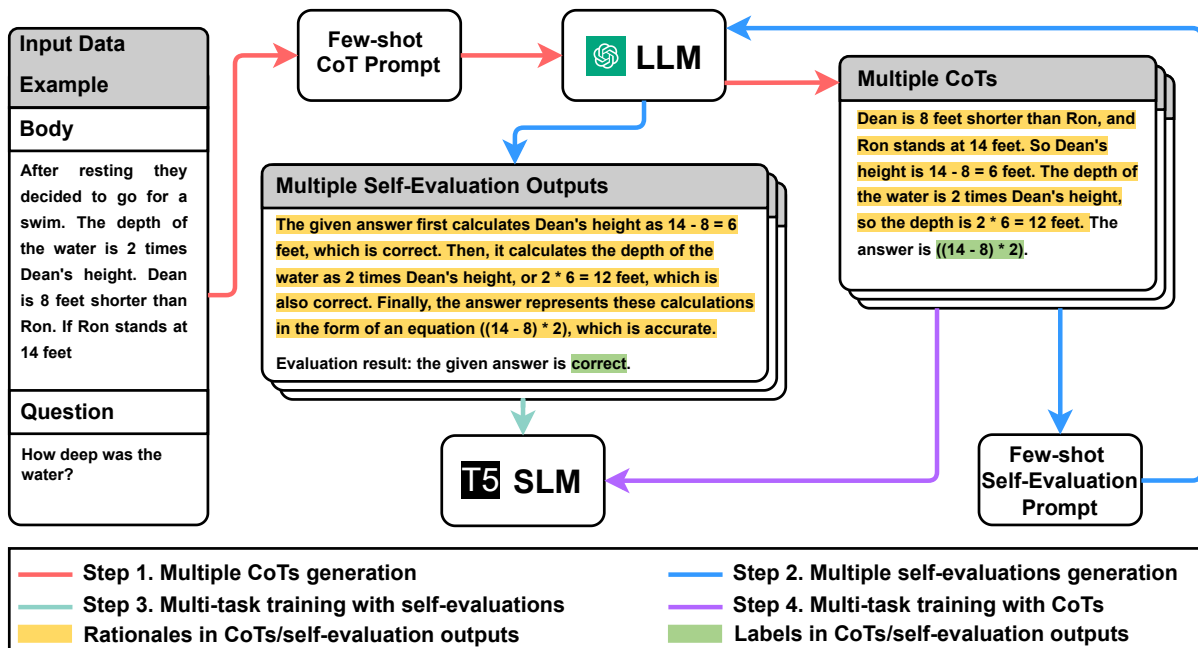 Input Data
Example
Body
After resting they
decided to go for a
swim. The depth of
the water is 2 times
Dean's height. Dean
is 8 feet shorter than
Ron. If Ron stands at
14 feet
Question
How deep was the
water?
Few-shot
CoT Prompt
LLM
Multiple CoTs
Dean is 8 feet shorter than Ron, and
Ron stands at 14 feet. So Dean's
height is 14 - 8 = 6 feet. The depth of
the water is 2 times Dean's height,
so the depth is 2 * 6 = 12 feet. The
answer is ((14 - 8) * 2).
Multiple Self-Evaluation Outputs
The given answer first calculates Dean's height as 14 - 8 = 6
feet, which is correct. Then, it calculates the depth of the
water as 2 times Dean's height, or 2 * 6 = 12 feet, which is
also correct. Finally, the answer represents these calculations
in the form of an equation ((14 - 8) * 2), which is accurate.
Evaluation result: the given answer is correct.
T5 SLM
Few-shot
Self-Evaluation
Prompt
Step 1. Multiple CoTs generation
Step 2. Multiple self-evaluations generation
Step 3. Multi-task training with self-evaluations
Step 4. Multi-task training with CoTs
Rationales in CoTs/self-evaluation outputs
Labels in CoTs/self-evaluation outputs